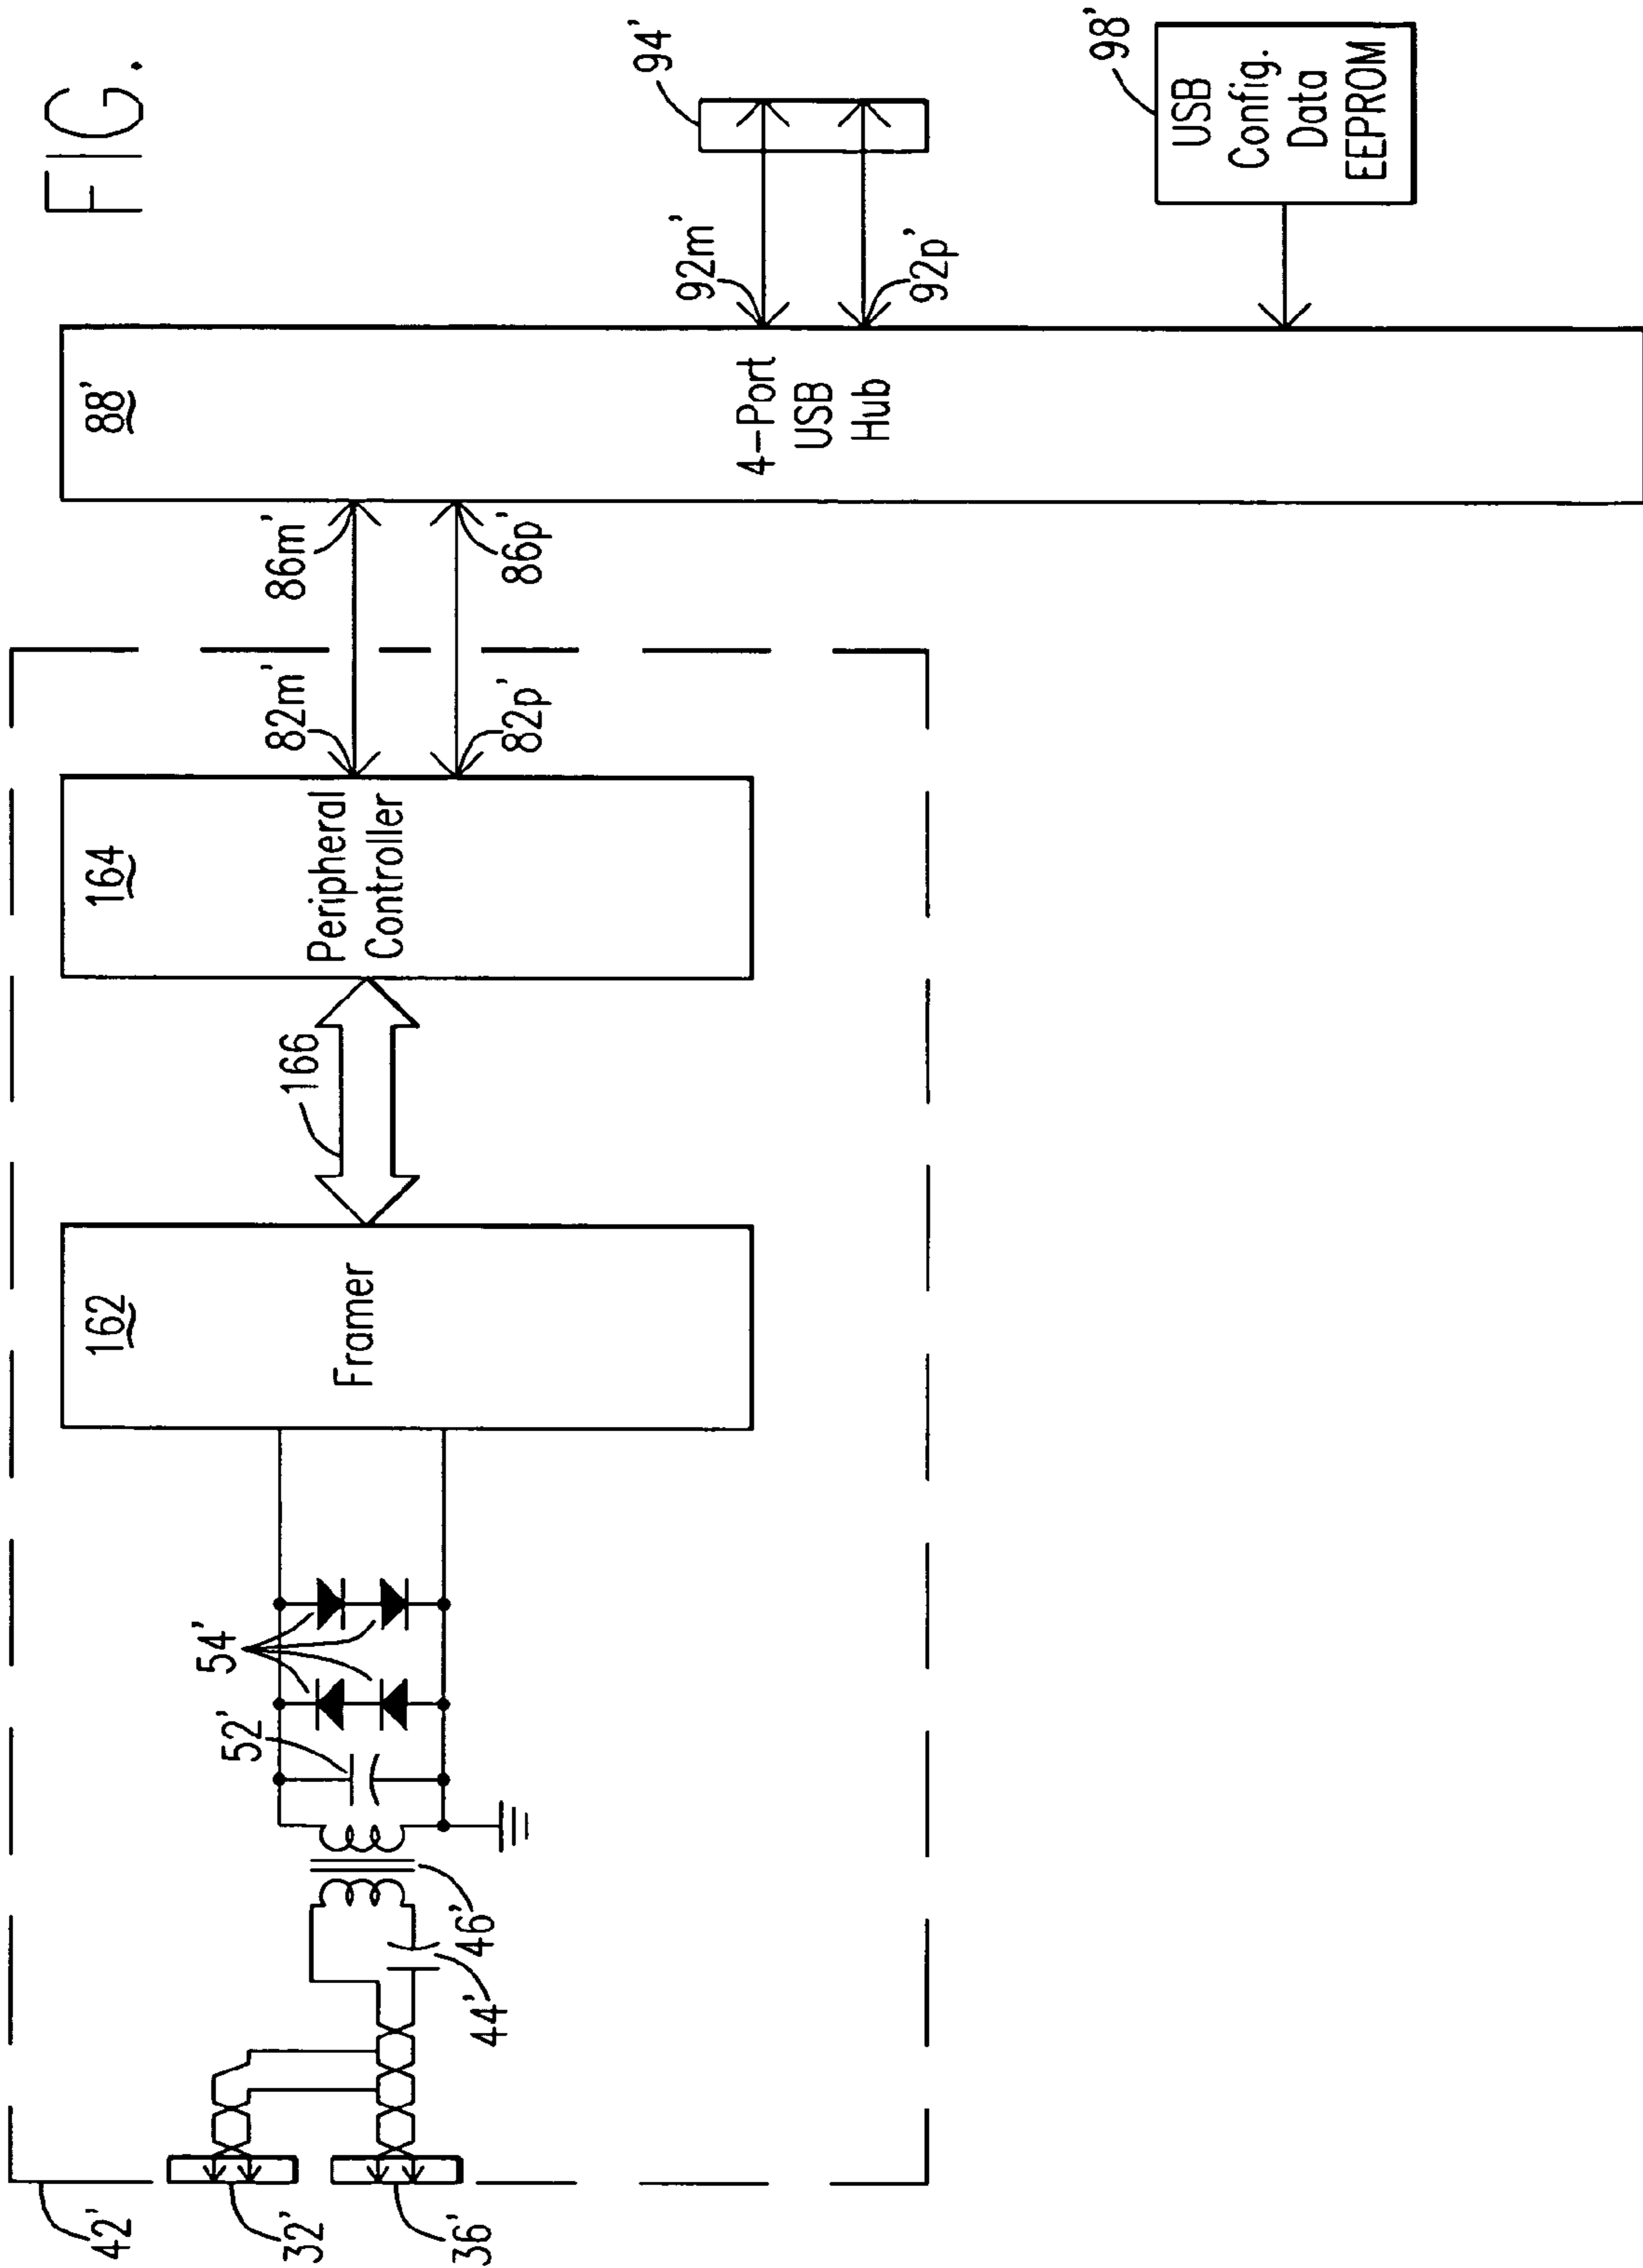 FIG.
42'
32'
36'
44'
46'
52'
54'
162
Framer
166
164
Peripheral
Controller
82m'
82p'
86m'
86p'
88'
4-Port
USB
Hub
92m'
92p'
94'
98'
USB
Config.
Data
EEPROM